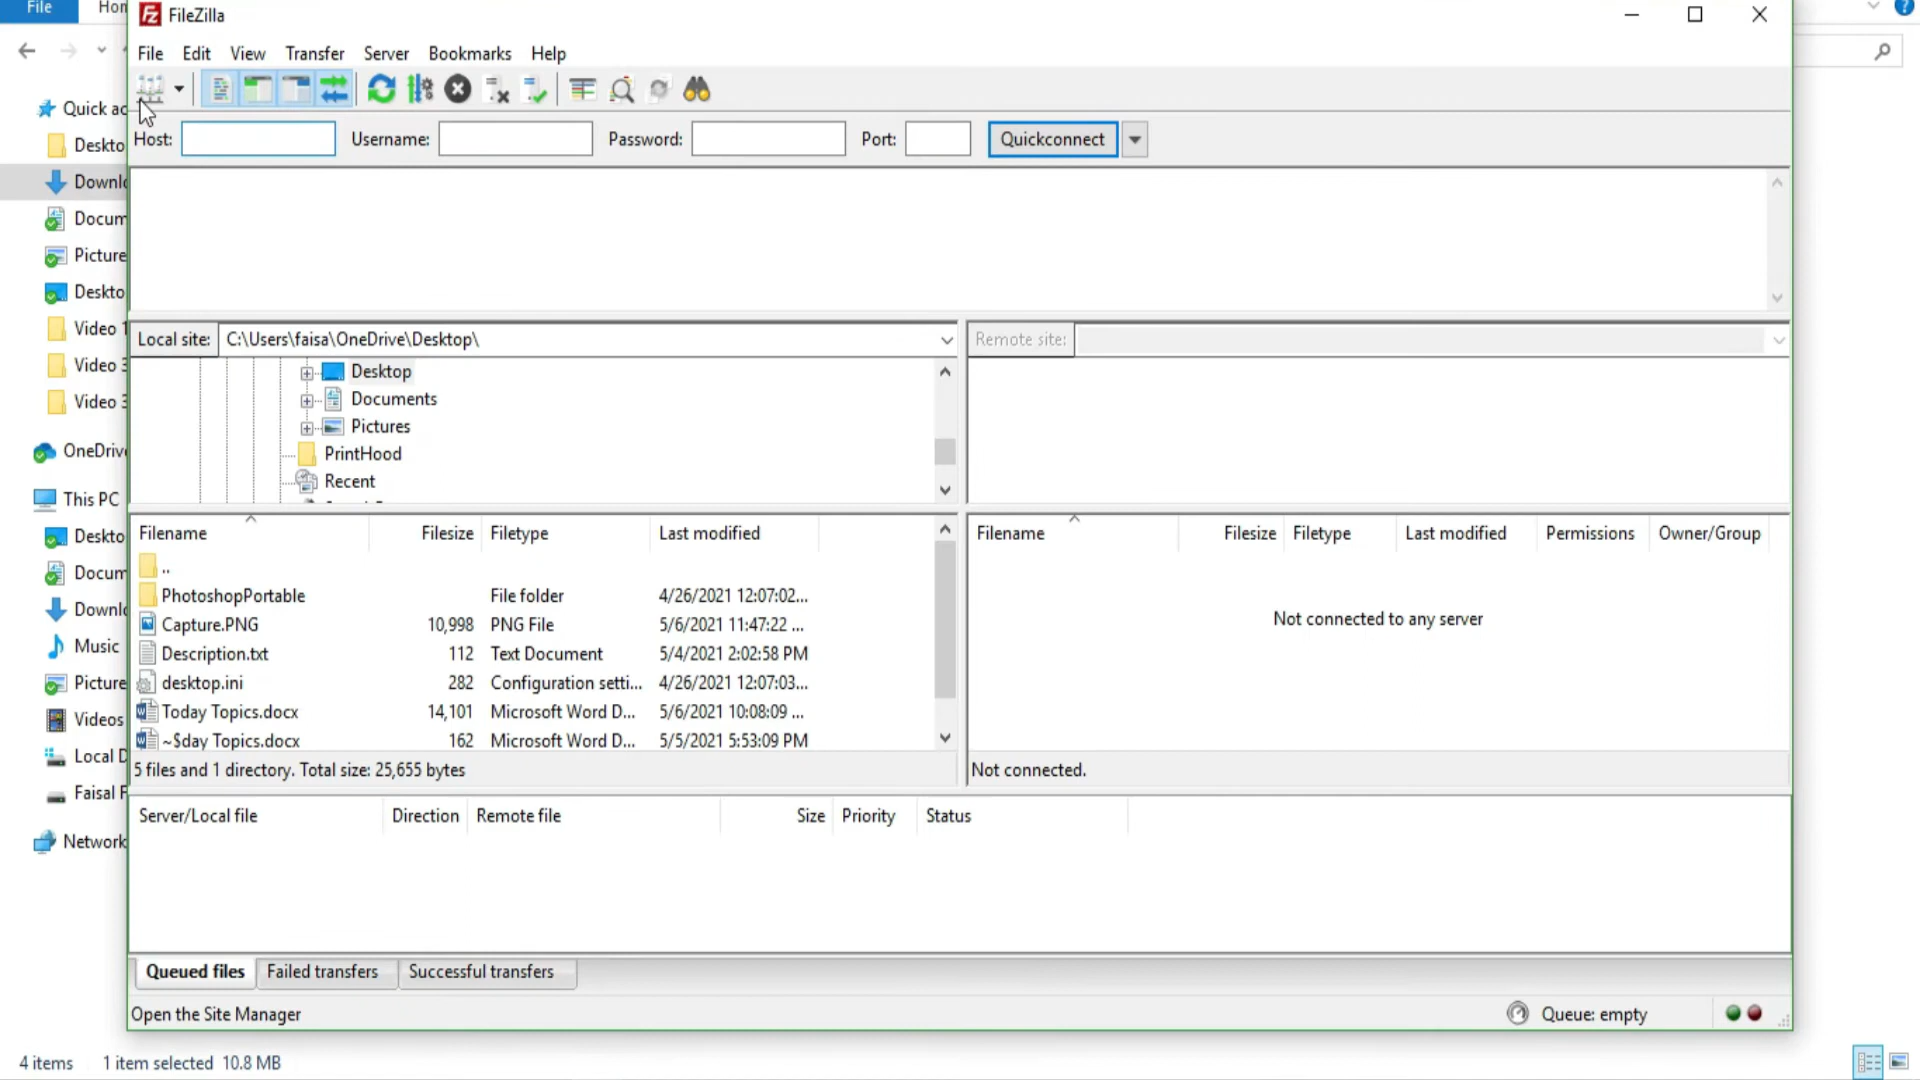 File
FileZilla
File Edit View Transfer Server Bookmarks Help
Host: Username: Password: Port: Quickconnect
Local site: C:\Users\faisa\OneDrive\Desktop\
Desktop
Documents
Pictures
PrintHood
Recent
Remote site:
Filename Filesize Filetype Last modified
..
PhotoshopPortable File folder 4/26/2021 12:07:02...
Capture.PNG 10,998 PNG File 5/6/2021 11:47:22 ...
Description.txt 112 Text Document 5/4/2021 2:02:58 PM
desktop.ini 282 Configuration setti... 4/26/2021 12:07:03...
Today Topics.docx 14,101 Microsoft Word D... 5/6/2021 10:08:09 ...
~$day Topics.docx 162 Microsoft Word D... 5/5/2021 5:53:09 PM
5 files and 1 directory. Total size: 25,655 bytes
Filename Filesize Filetype Last modified Permissions Owner/Group
Not connected to any server
Not connected.
Server/Local file Direction Remote file Size Priority Status
Queued files Failed transfers Successful transfers
Open the Site Manager
Queue: empty
Quick ac
Deskto
Downlo
Docum
Picture
Deskto
Video 1
Video 3
Video 3
OneDrive
This PC
Deskto
Docum
Downlo
Music
Picture
Videos
Local D
Faisal F
Network
4 items 1 item selected 10.8 MB